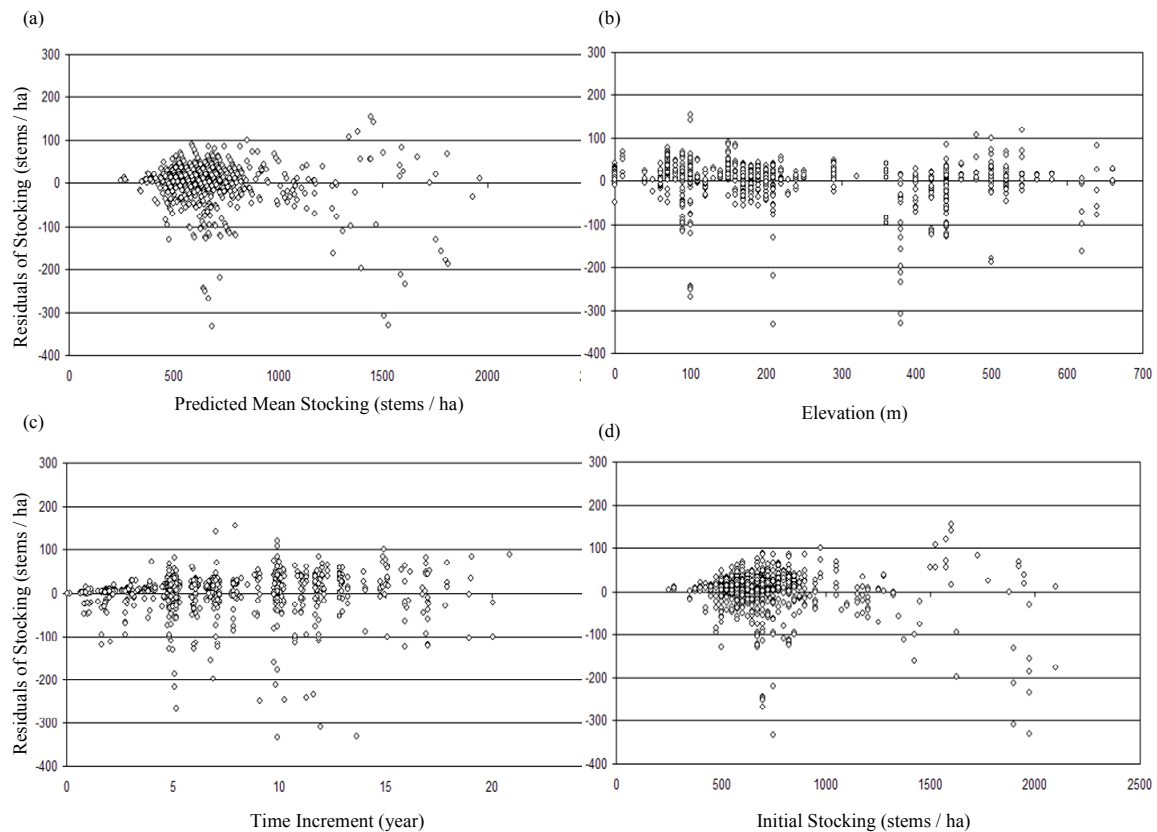 (a)
(b)
300
200
100
0
-100
-200
-300
-400
0 500 1000 1500 2000
Residuals of Stocking (stems / ha)
Predicted Mean Stocking (stems / ha)
300
200
100
0
-100
-200
-300
-400
0 100 200 300 400 500 600 700
Elevation (m)
(c)
(d)
300
200
100
0
-100
-200
-300
-400
0 5 10 15 20
Residuals of Stocking (stems / ha)
Time Increment (year)
300
200
100
0
-100
-200
-300
-400
0 500 1000 1500 2000 2500
Initial Stocking (stems / ha)